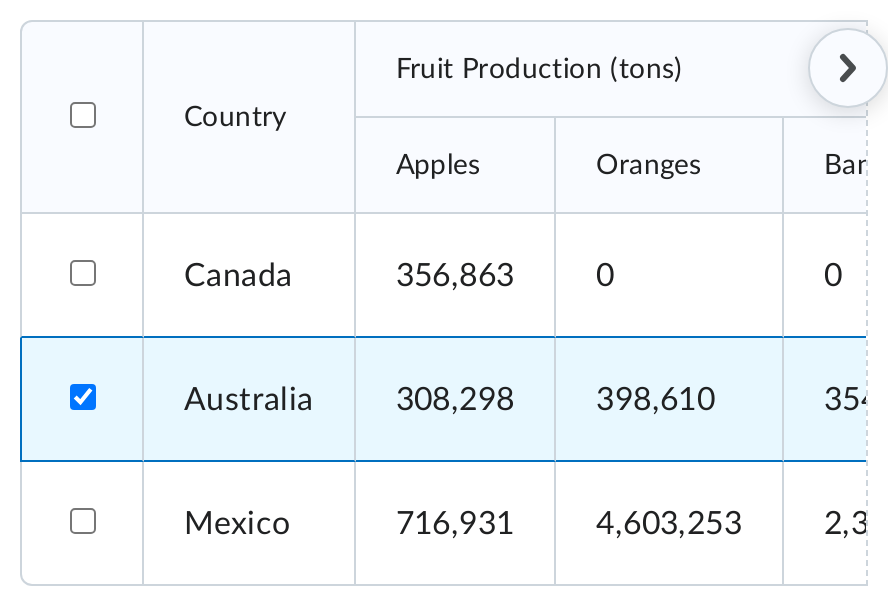 Country
Fruit Production (tons)
Apples Oranges
Canada 356,863 0 0
Australia 308,298 398,610
Mexico 716,931 4,603,253